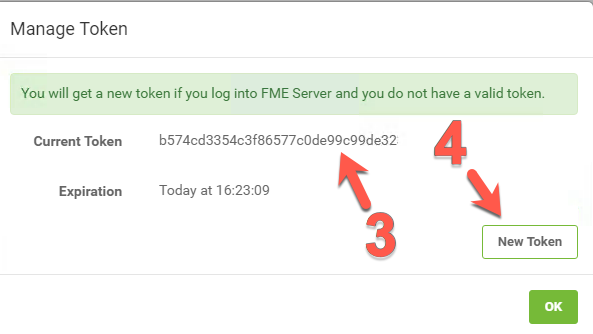 Manage Token
You will get a new token if you log into FME Server and you do not have a valid token.
Current Token b574cd3354c3f86577c0de99c99de32
4
Expiration Today at 16:23:09
3
New Token
OK